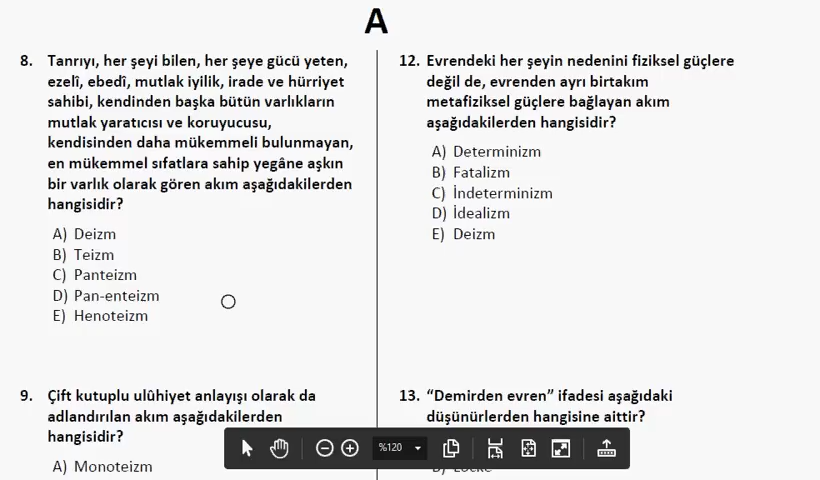 A
8. Tanrıyı, her şeyi bilen, her şeye gücü yeten,
ezelî, ebedî, mutlak iyilik, irade ve hürriyet
sahibi, kendinden başka bütün varlıkların
mutlak yaratıcısı ve koruyucusu,
kendisinden daha mükemmeli bulunmayan,
en mükemmel sıfatlara sahip yegâne aşkın
bir varlık olarak gören akım aşağıdakilerden
hangisidir?
A) Deizm
B) Teizm
C) Panteizm
D) Pan-enteizm
E) Henoteizm
9. Çift kutuplu ulûhiyet anlayışı olarak da
adlandırılan akım aşağıdakilerden
hangisidir?
A) Monoteizm
12. Evrendeki her şeyin nedenini fiziksel güçlere
değil de, evrenden ayrı birtakım
metafiziksel güçlere bağlayan akım
aşağıdakilerden hangisidir?
A) Determinizm
B) Fatalizm
C) İndeterminizm
D) İdealizm
E) Deizm
13. “Demirden evren” ifadesi aşağıdaki
düşünürlerden hangisine aittir?
%120